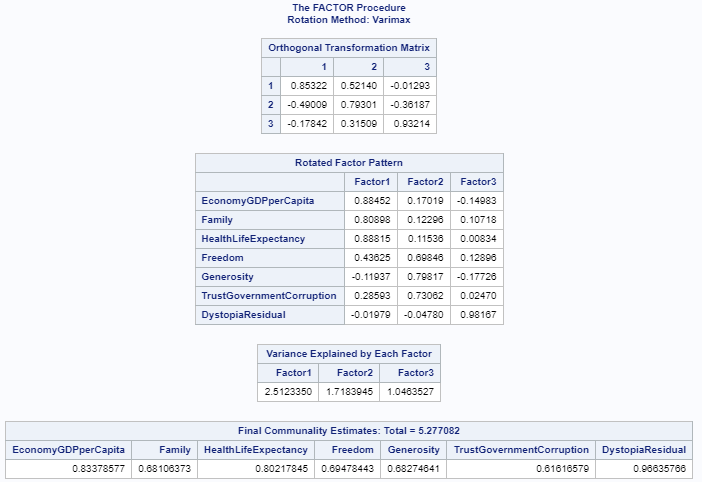 The FACTOR Procedure
Rotation Method: Varimax
Orthogonal Transformation Matrix
1 2 3
1 0.85322 0.52140 -0.01293
2 -0.49009 0.79301 -0.36187
3 -0.17842 0.31509 0.93214
Rotated Factor Pattern
Factor1 Factor2 Factor3
EconomyGDPperCapita 0.88452 0.17019 -0.14983
Family 0.80898 0.12296 0.10718
HealthLifeExpectancy 0.88815 0.11536 0.00834
Freedom 0.43625 0.69846 0.12896
Generosity -0.11937 0.79817 -0.17726
TrustGovernmentCorruption 0.28593 0.73062 0.02470
DystopiaResidual -0.01979 -0.04780 0.98167
Variance Explained by Each Factor
Factor1 Factor2 Factor3
2.5123350 1.7183945 1.0463527
Final Communality Estimates: Total = 5.277082
EconomyGDPperCapita Family HealthLifeExpectancy Freedom Generosity TrustGovernmentCorruption DystopiaResidual
0.83378577 0.68106373 0.80217845 0.69478443 0.68274641 0.61616579 0.96635766